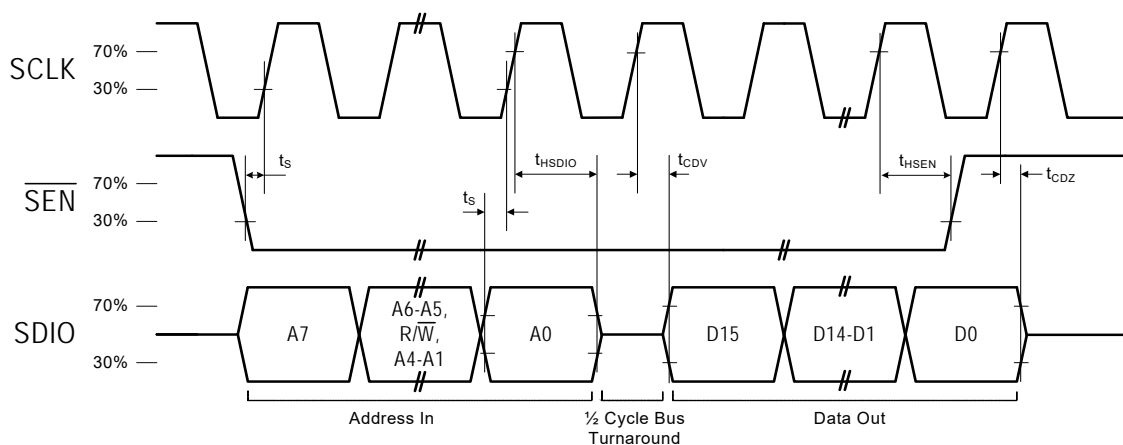 SCLK
70%
30%
SEN
70%
30%
tS
tHSDIO
tCDV
tHSEN
tCDZ
tS
SDIO
70%
30%
A7
A6-A5,
R/W,
A4-A1
A0
D15
D14-D1
D0
Address In
½ Cycle Bus
Turnaround
Data Out